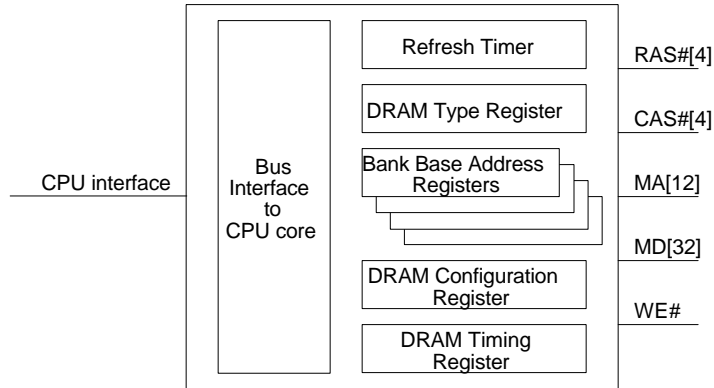 Refresh Timer
RAS#[4]
DRAM Type Register
CAS#[4]
CPU interface
Bus
Interface
to
CPU core
Bank Base Address
Registers
MA[12]
MD[32]
DRAM Configuration
Register
WE#
DRAM Timing
Register